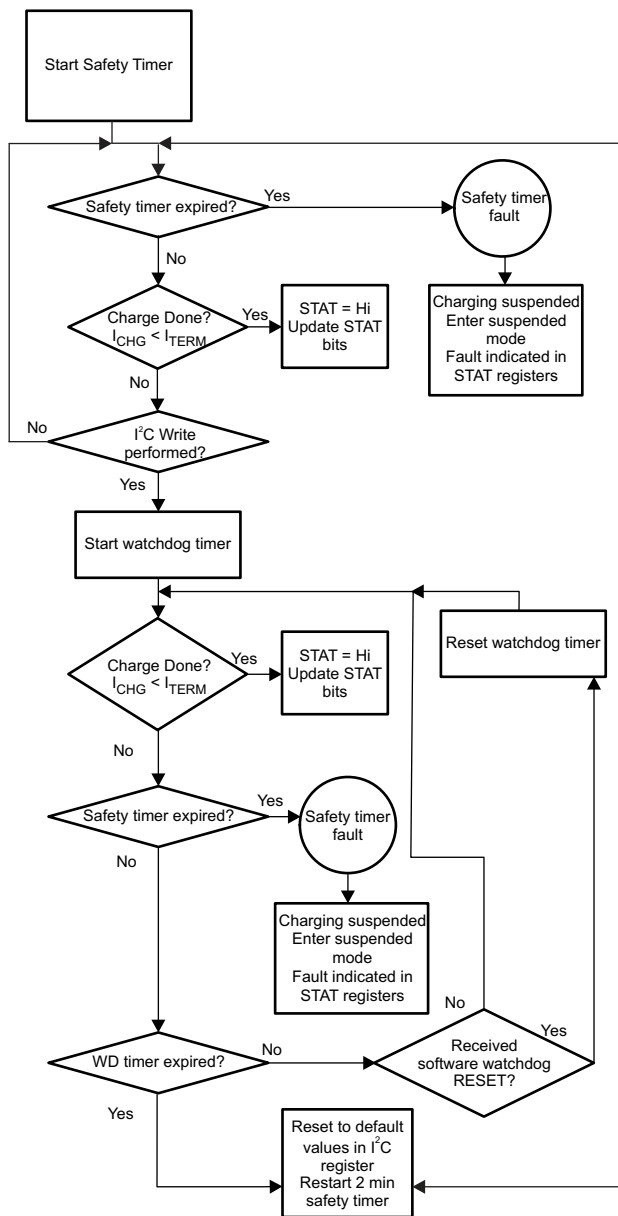 Start Safety Timer
Safety timer expired?
Yes
Safety timer
fault
No
Charge Done?
I_CHG < I_TERM
Yes
STAT = Hi
Update STAT
bits
Charging suspended
Enter suspended
mode
Fault indicated in
STAT registers
No
No
I²C Write
performed?
Yes
Start watchdog timer
Reset watchdog timer
Charge Done?
I_CHG < I_TERM
Yes
STAT = Hi
Update STAT
bits
No
Safety timer expired?
Yes
Safety timer
fault
No
Charging suspended
Enter suspended
mode
Fault indicated in
STAT registers
No
Yes
WD timer expired?
No
Received
software watchdog
RESET?
Yes
Reset to default
values in I²C
register
Restart 2 min
safety timer